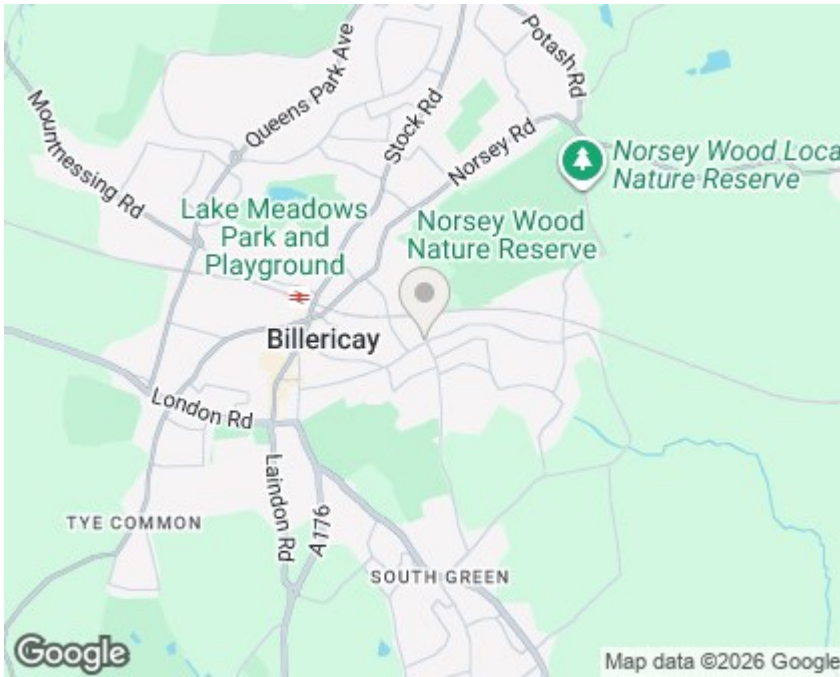 Potash Rd
Queens Park Ave
Stock Rd
Norsey Rd
Mountnessing Rd
Norsey Wood Loca
Nature Reserve
Lake Meadows
Park and
Playground
Norsey Wood
Nature Reserve
Billericay
London Rd
Laindon Rd
A176
TYE COMMON
SOUTH GREEN
Google
Map data ©2026 Google